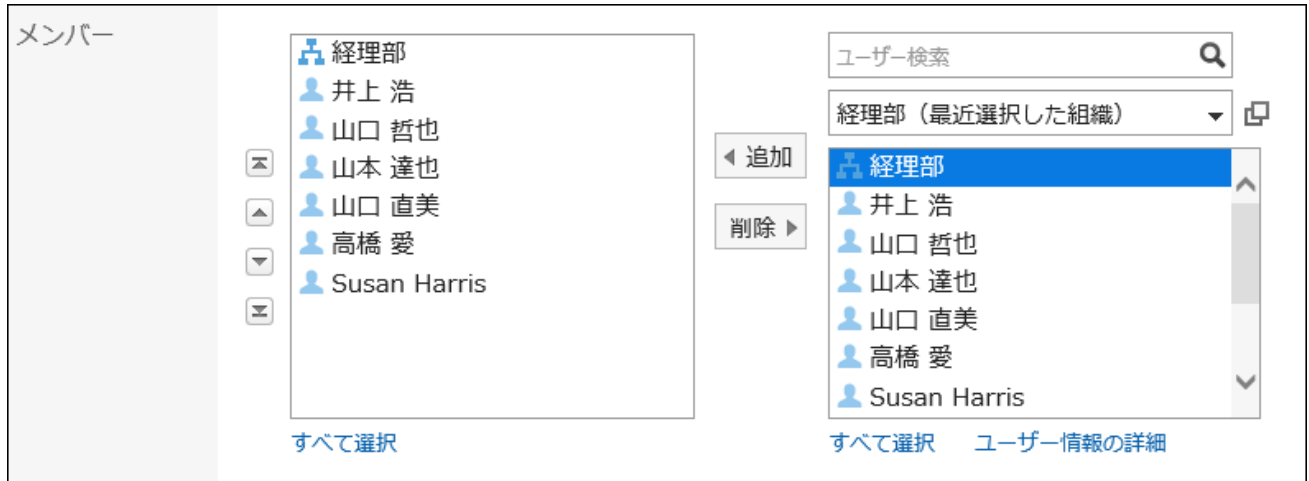 メンバー
経理部
井上 浩
山口 哲也
山本 達也
山口 直美
高橋 愛
Susan Harris
すべて選択
追加
削除
ユーザー検索
経理部（最近選択した組織）
経理部
井上 浩
山口 哲也
山本 達也
山口 直美
高橋 愛
Susan Harris
すべて選択 ユーザー情報の詳細